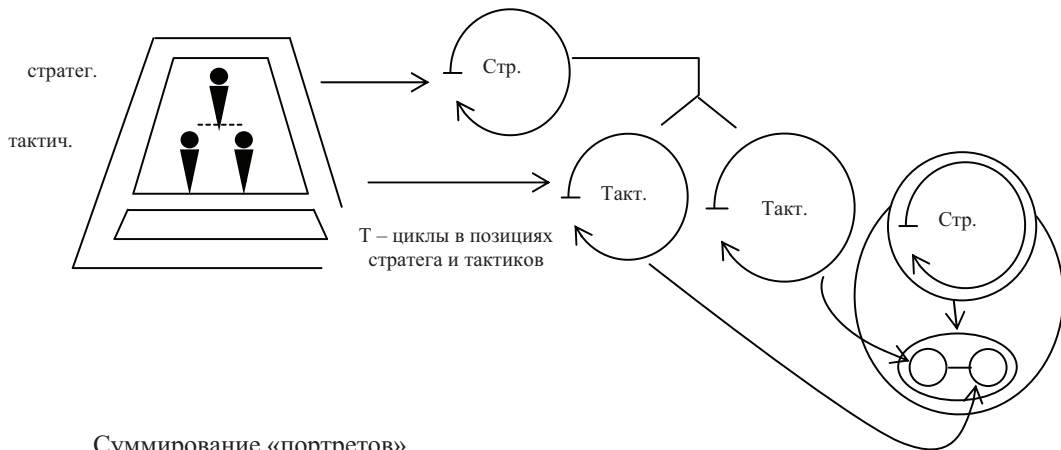 стратег.
Стр.
тактич.
Такт.
Такт.
Стр.
Т – циклы в позициях
стратега и тактиков
Суммирование «портретов»